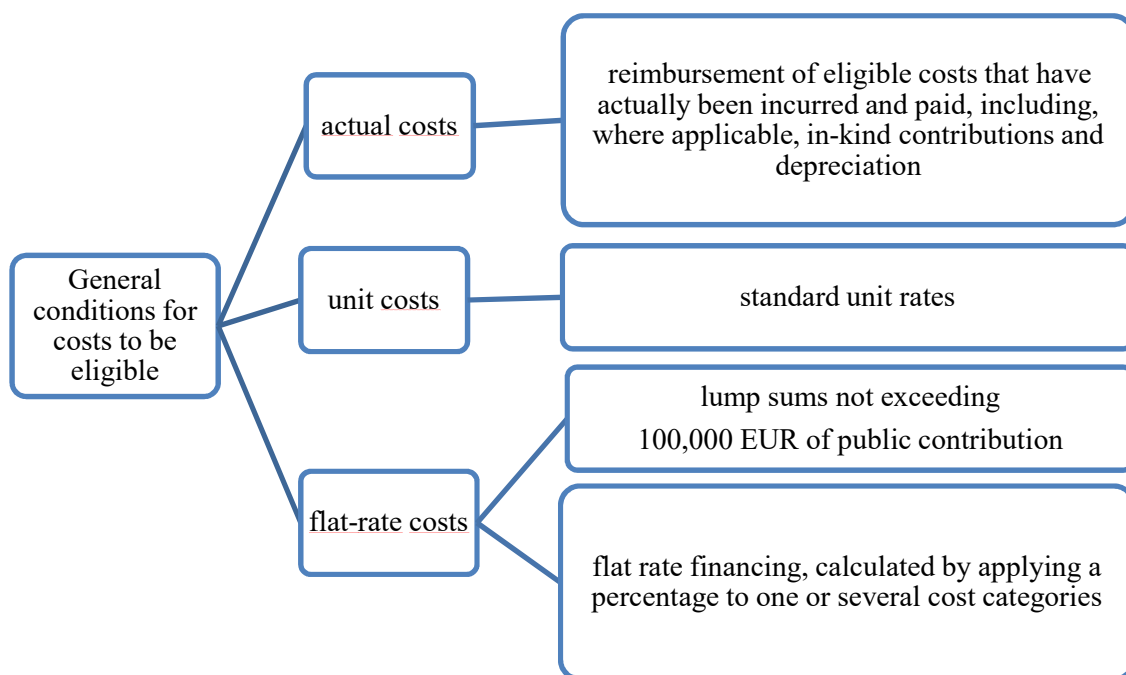 General
conditions for
costs to be
eligible
actual costs
reimbursement of eligible costs that have
actually been incurred and paid, including,
where applicable, in-kind contributions and
depreciation
unit costs
standard unit rates
flat-rate costs
lump sums not exceeding
100,000 EUR of public contribution
flat rate financing, calculated by applying a
percentage to one or several cost categories